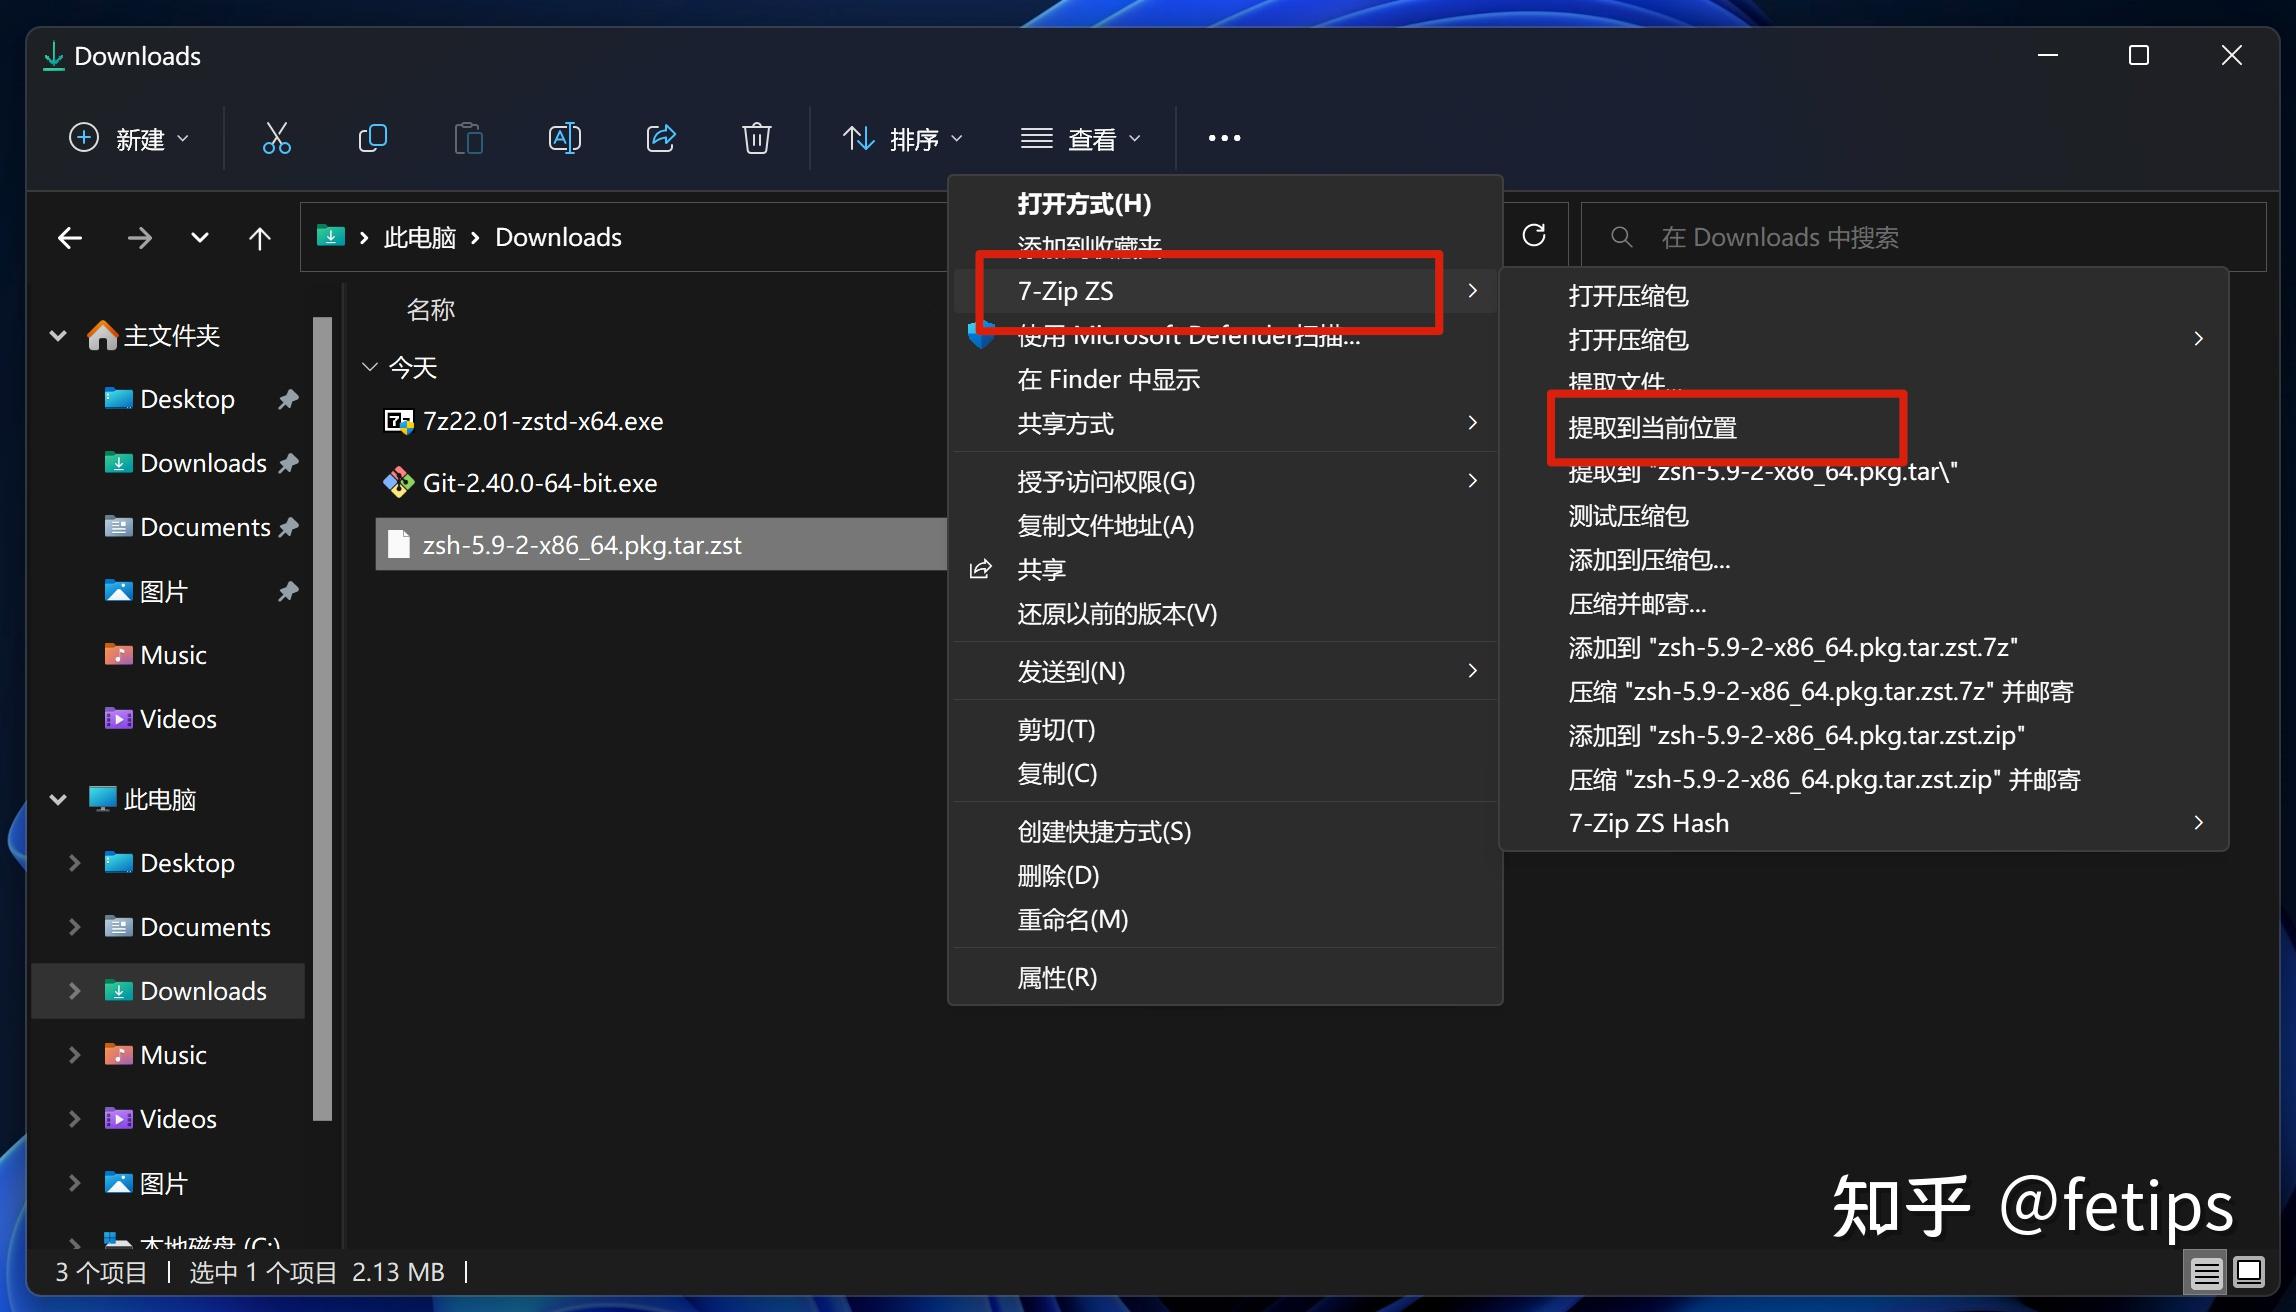 Downloads
新建
排序
查看
此电脑
Downloads
在 Downloads 中搜索
主文件夹
Desktop
Downloads
Documents
图片
Music
Videos
此电脑
Desktop
Documents
Downloads
Music
Videos
图片
本地磁盘 (C:)
名称
今天
7z22.01-zstd-x64.exe
Git-2.40.0-64-bit.exe
zsh-5.9-2-x86_64.pkg.tar.zst
打开方式(H)
添加到收藏夹
7-Zip ZS
使用 Microsoft Defender扫描...
在 Finder 中显示
共享方式
授予访问权限(G)
复制文件地址(A)
共享
还原以前的版本(V)
发送到(N)
剪切(T)
复制(C)
创建快捷方式(S)
删除(D)
重命名(M)
属性(R)
打开压缩包
打开压缩包
提取文件...
提取到当前位置
提取到 "zsh-5.9-2-x86_64.pkg.tar\"
测试压缩包
添加到压缩包...
压缩并邮寄...
添加到 "zsh-5.9-2-x86_64.pkg.tar.zst.7z"
压缩 "zsh-5.9-2-x86_64.pkg.tar.zst.7z" 并邮寄
添加到 "zsh-5.9-2-x86_64.pkg.tar.zst.zip"
压缩 "zsh-5.9-2-x86_64.pkg.tar.zst.zip" 并邮寄
7-Zip ZS Hash
知乎 @fetips
3 个项目 | 选中 1 个项目 2.13 MB |